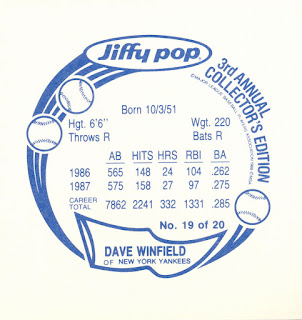 Jiffy pop
3rd ANNUAL
COLLECTOR'S EDITION
Born 10/3/51
Hgt. 6'6" Wgt. 220
Throws R Bats R
AB HITS HRS RBI BA
1986 565 148 24 104 .262
1987 575 158 27 97 .275
CAREER
TOTAL 7862 2241 332 1331 .285
No. 19 of 20
DAVE WINFIELD
OF NEW YORK YANKEES